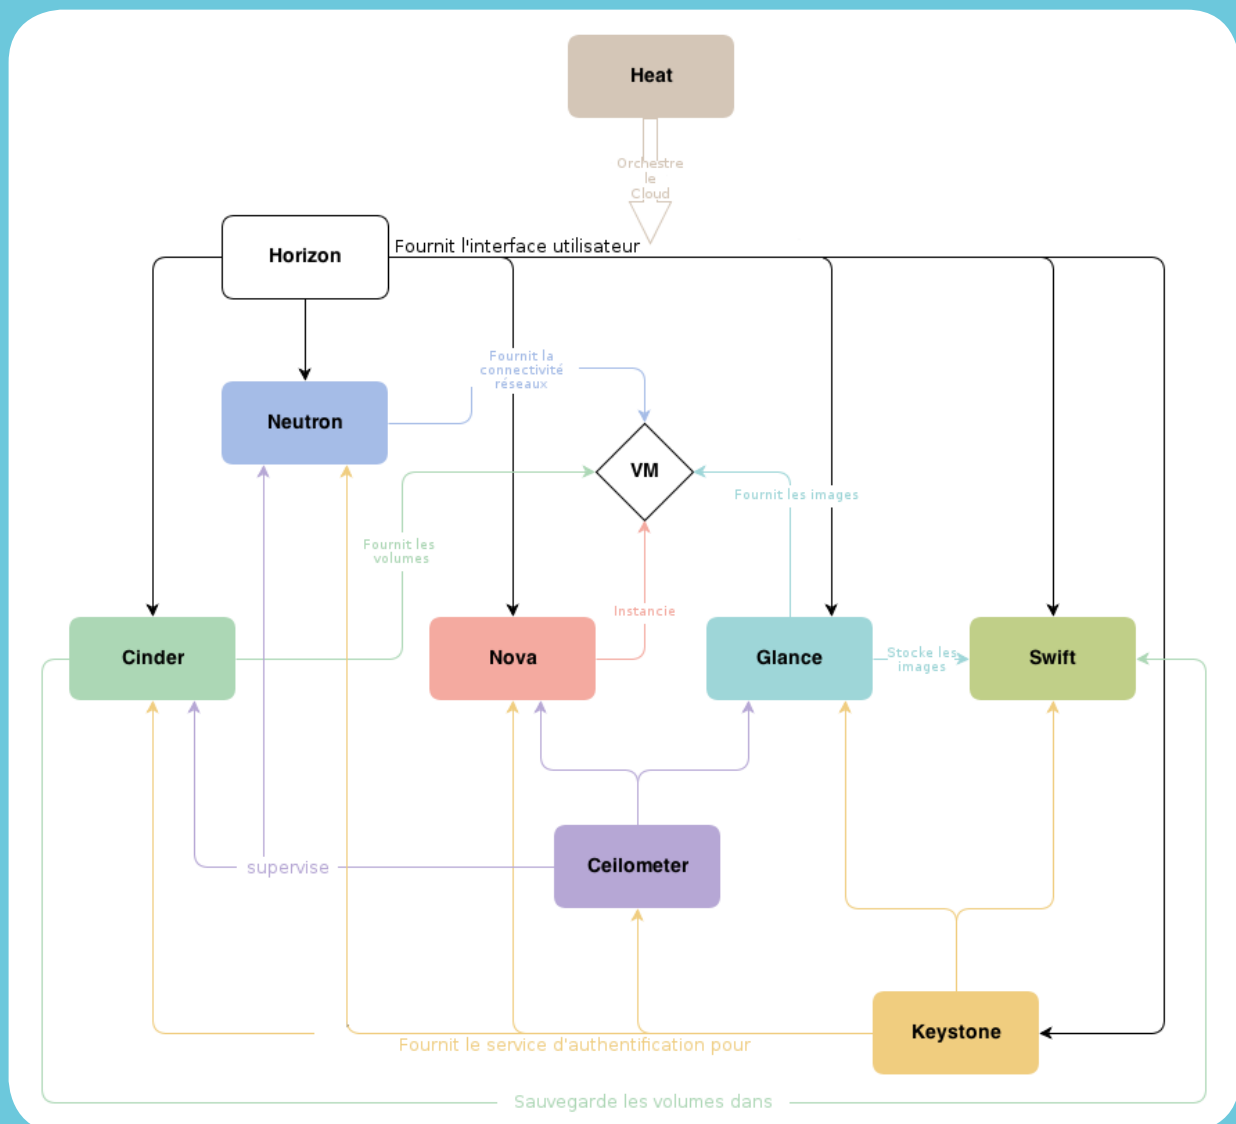 Heat
Orchestre
le
Cloud
Horizon
Fournit l'interface utilisateur
Fournit la
connectivité
réseaux
Neutron
VM
Fournit les images
Fournit les
volumes
Instancie
Cinder
Nova
Glance
Stocke les
images
Swift
Ceilometer
supervise
Keystone
Fournit le service d'authentification pour
Sauvegarde les volumes dans